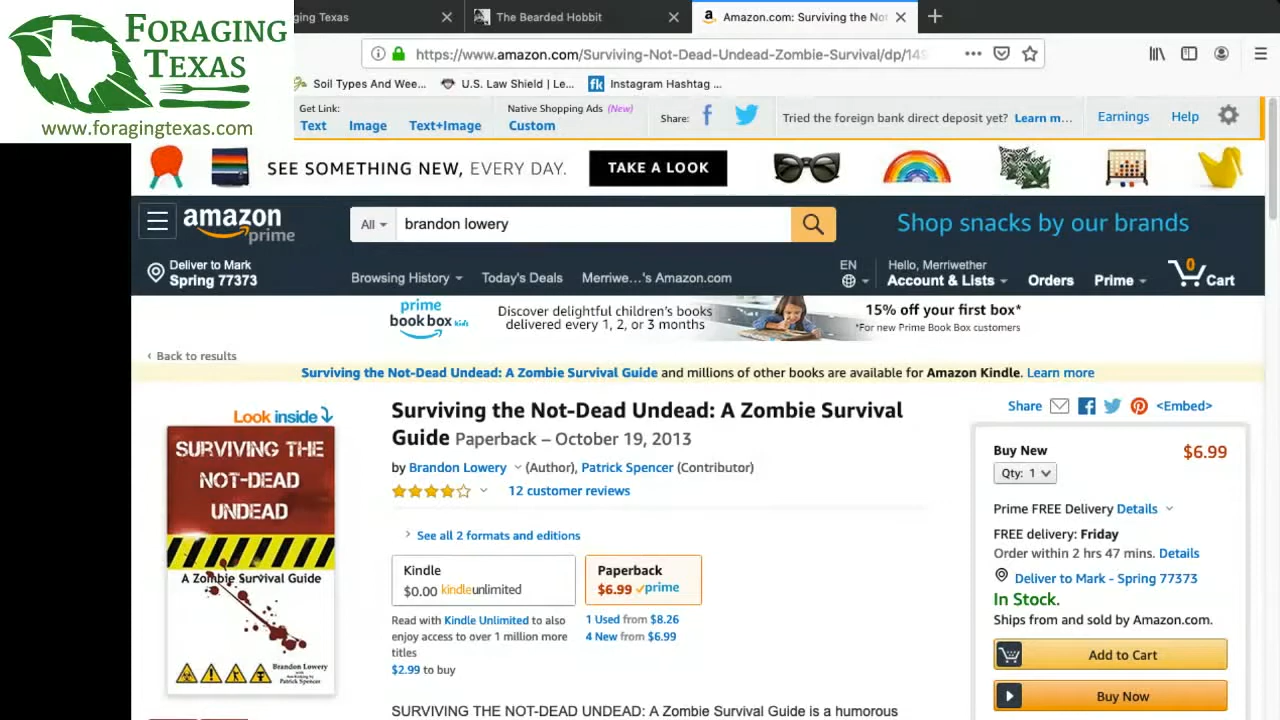 FORAGING
TEXAS
www.foragingtexas.com
ging Texas
The Bearded Hobbit
Amazon.com: Surviving the Not
https://www.amazon.com/Surviving-Not-Dead-Undead-Zombie-Survival/dp/149
Soil Types And Wee...
U.S. Law Shield | Le...
fk
Instagram Hashtag ...
Get Link:
Text
Image
Text+Image
Native Shopping Ads (New)
Custom
Share:
Tried the foreign bank direct deposit yet? Learn m...
Earnings
Help
SEE SOMETHING NEW, EVERY DAY.
TAKE A LOOK
amazon
prime
All
brandon lowery
Shop snacks by our brands
Deliver to Mark
Spring 77373
Browsing History
Today's Deals
Merriwe...'s Amazon.com
EN
Hello, Merriwether
Account & Lists
Orders
Prime
0
Cart
prime
book box kids
Discover delightful children's books
delivered every 1, 2, or 3 months
15% off your first box*
*For new Prime Book Box customers
‹ Back to results
Surviving the Not-Dead Undead: A Zombie Survival Guide and millions of other books are available for Amazon Kindle. Learn more
Look inside
SURVIVING THE
NOT-DEAD
UNDEAD
A Zombie Survival Guide
Brandon Lowery
Patrick Spencer
Surviving the Not-Dead Undead: A Zombie Survival
Guide Paperback – October 19, 2013
by Brandon Lowery (Author), Patrick Spencer (Contributor)
12 customer reviews
› See all 2 formats and editions
Kindle
$0.00 kindleunlimited
Paperback
$6.99 prime
Read with Kindle Unlimited to also
enjoy access to over 1 million more
titles
$2.99 to buy
1 Used from $8.26
4 New from $6.99
SURVIVING THE NOT-DEAD UNDEAD: A Zombie Survival Guide is a humorous
Share
<Embed>
Buy New
$6.99
Qty: 1
Prime FREE Delivery Details
FREE delivery: Friday
Order within 2 hrs 47 mins. Details
Deliver to Mark - Spring 77373
In Stock.
Ships from and sold by Amazon.com.
Add to Cart
Buy Now